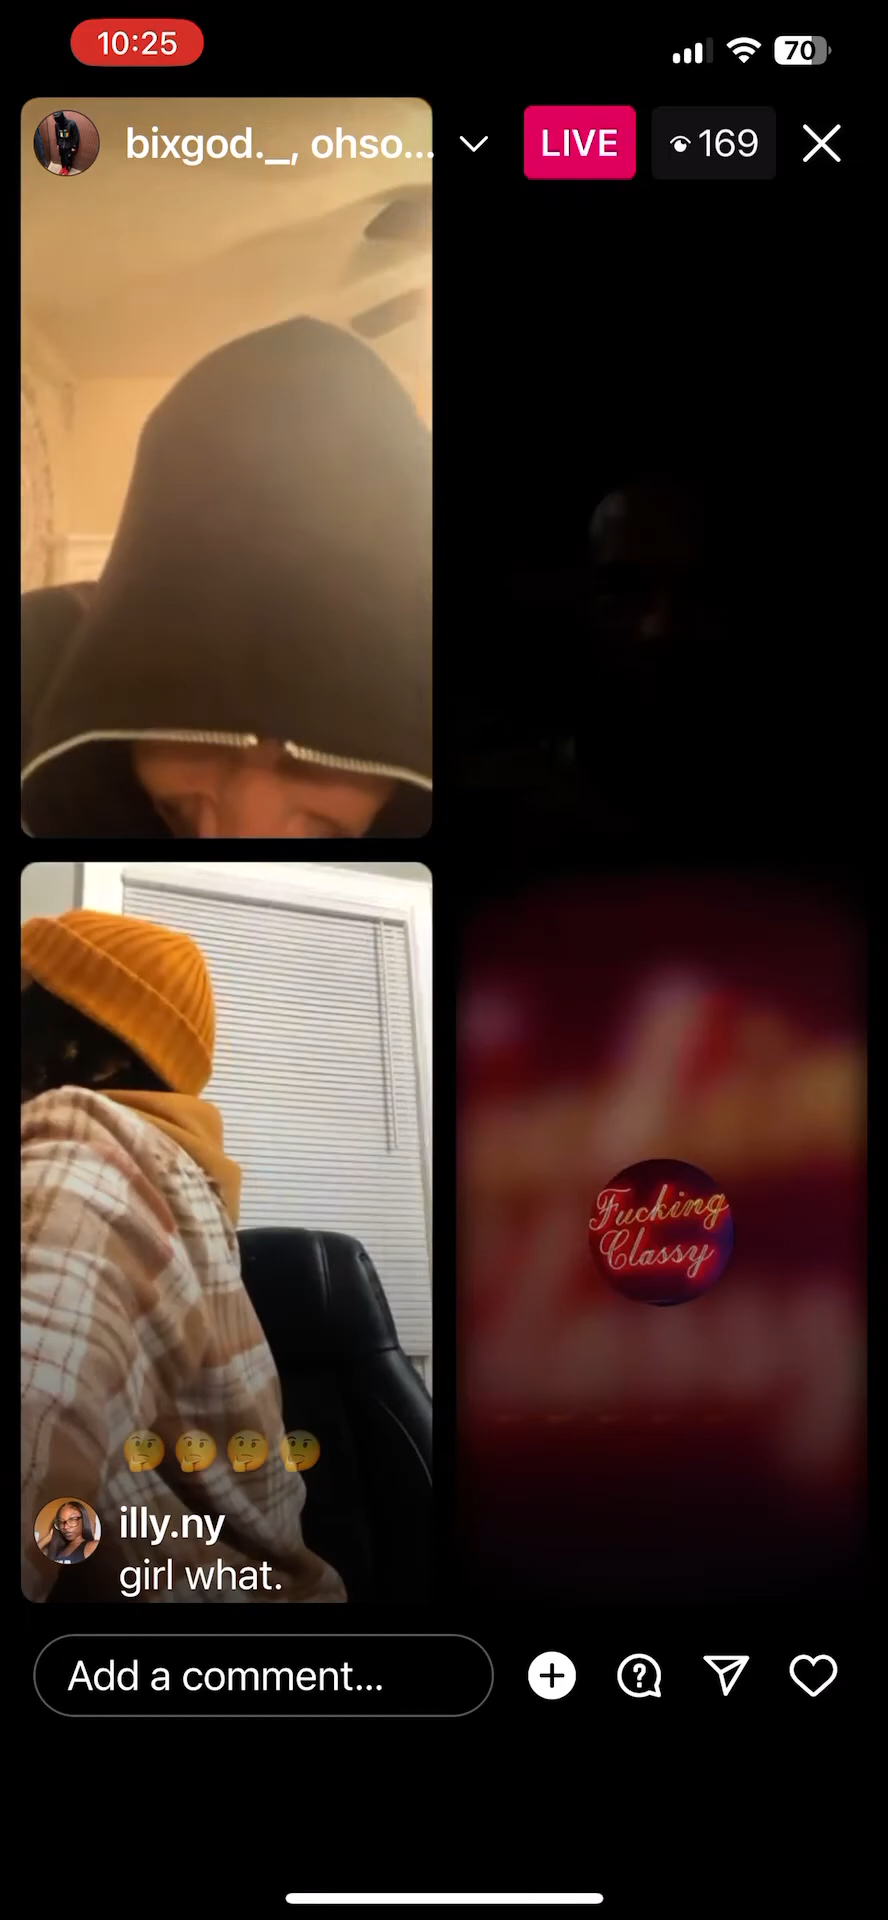 10:25
70
bixgod._, ohso...
LIVE
169
Fucking
Classy
🤔🤔🤔🤔
illy.ny
girl what.
Add a comment...